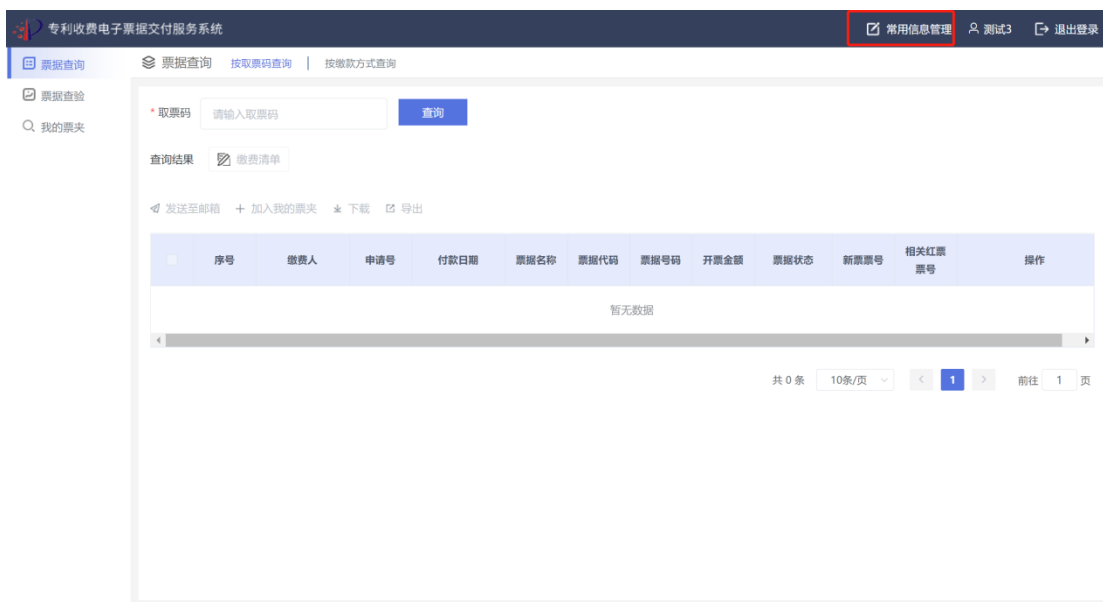 专利收费电子票据交付服务系统 常用信息管理 测试3 退出登录
票据查询 票据查询 按取票码查询 按缴款方式查询
票据查验
* 取票码 请输入取票码 查询
我的票夹
查询结果 缴费清单
发送至邮箱 加入我的票夹 下载 导出
序号 缴费人 申请号 付款日期 票据名称 票据代码 票据号码 开票金额 票据状态 新票票号 相关红票 操作
票号
暂无数据
共 0 条 10条/页 1 前往 1 页